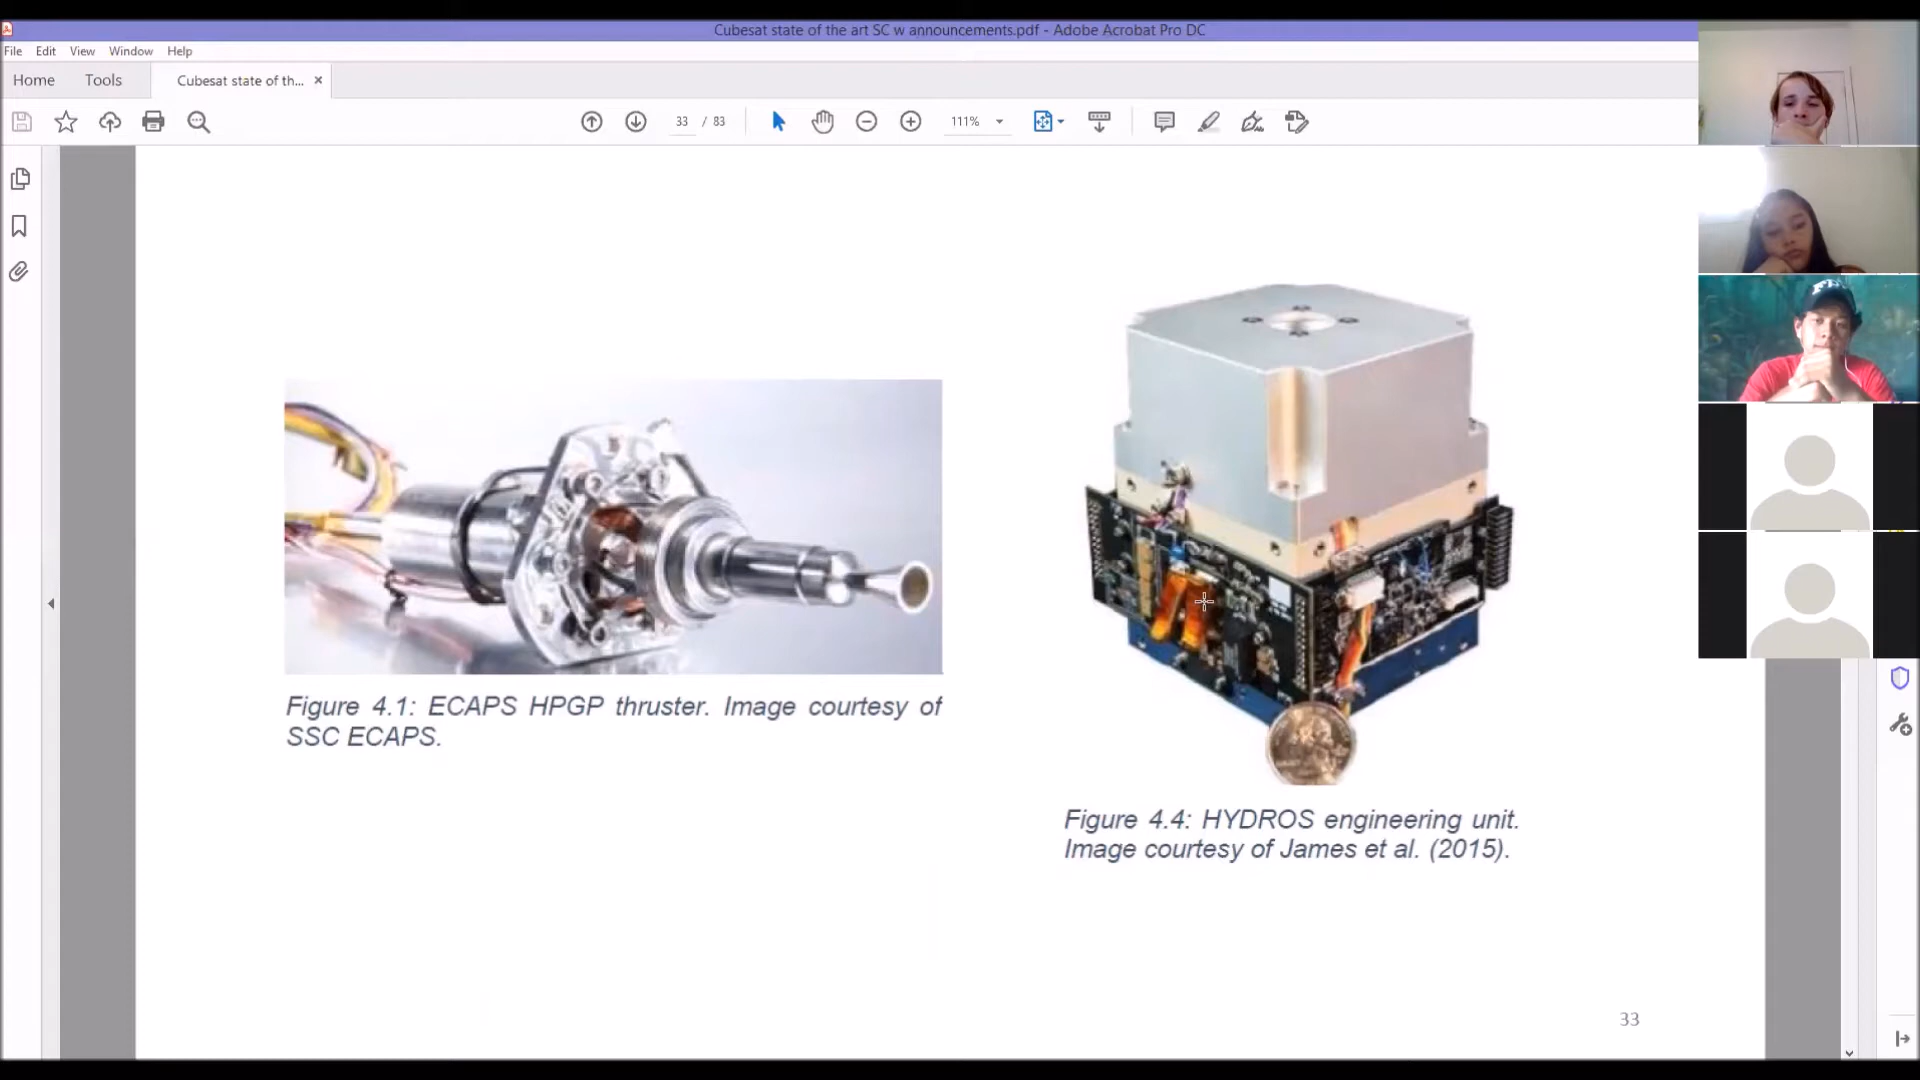 Cubesat state of the art SC w announcements.pdf - Adobe Acrobat Pro DC
File Edit View Window Help
Home Tools Cubesat state of th... ×
33 / 83 111%
Figure 4.1: ECAPS HPGP thruster. Image courtesy of
SSC ECAPS.
Figure 4.4: HYDROS engineering unit.
Image courtesy of James et al. (2015).
33